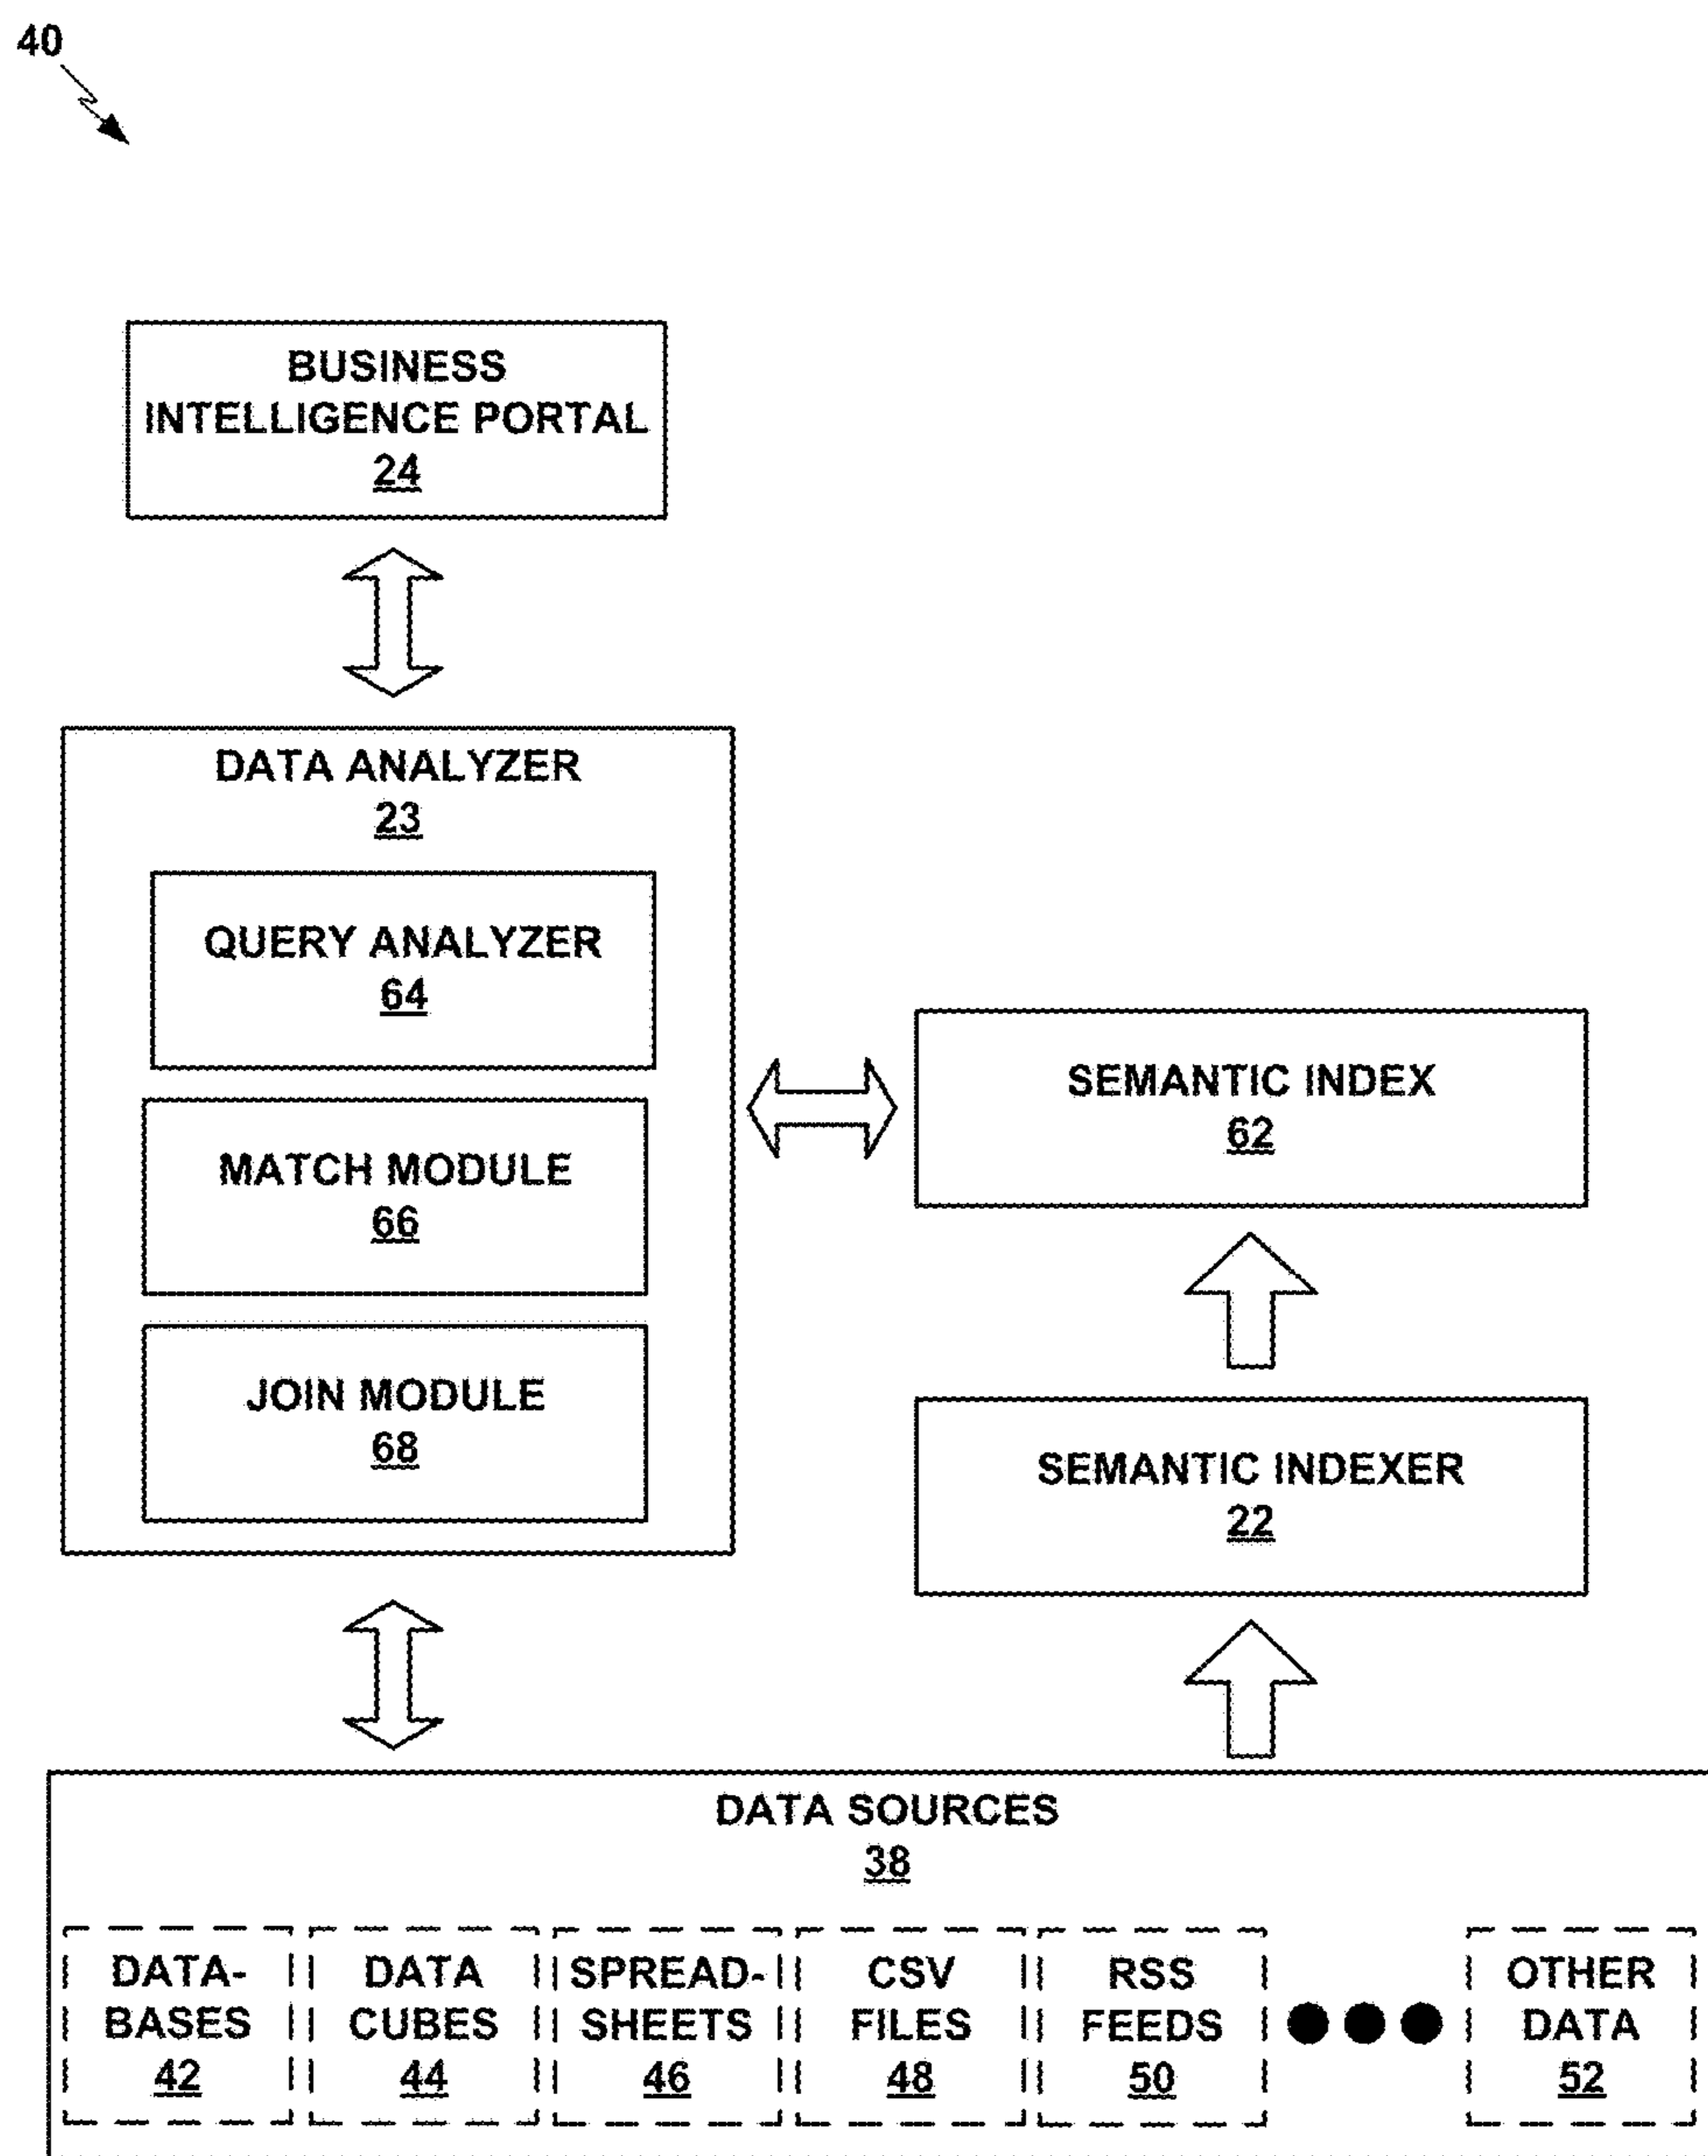 40
BUSINESS
INTELLIGENCE PORTAL
24
DATA ANALYZER
23
QUERY ANALYZER
64
MATCH MODULE
66
JOIN MODULE
68
SEMANTIC INDEX
62
SEMANTIC INDEXER
22
DATA SOURCES
38
DATA-
BASES
42
DATA
CUBES
44
SPREAD-
SHEETS
46
CSV
FILES
48
RSS
FEEDS
50
OTHER
DATA
52